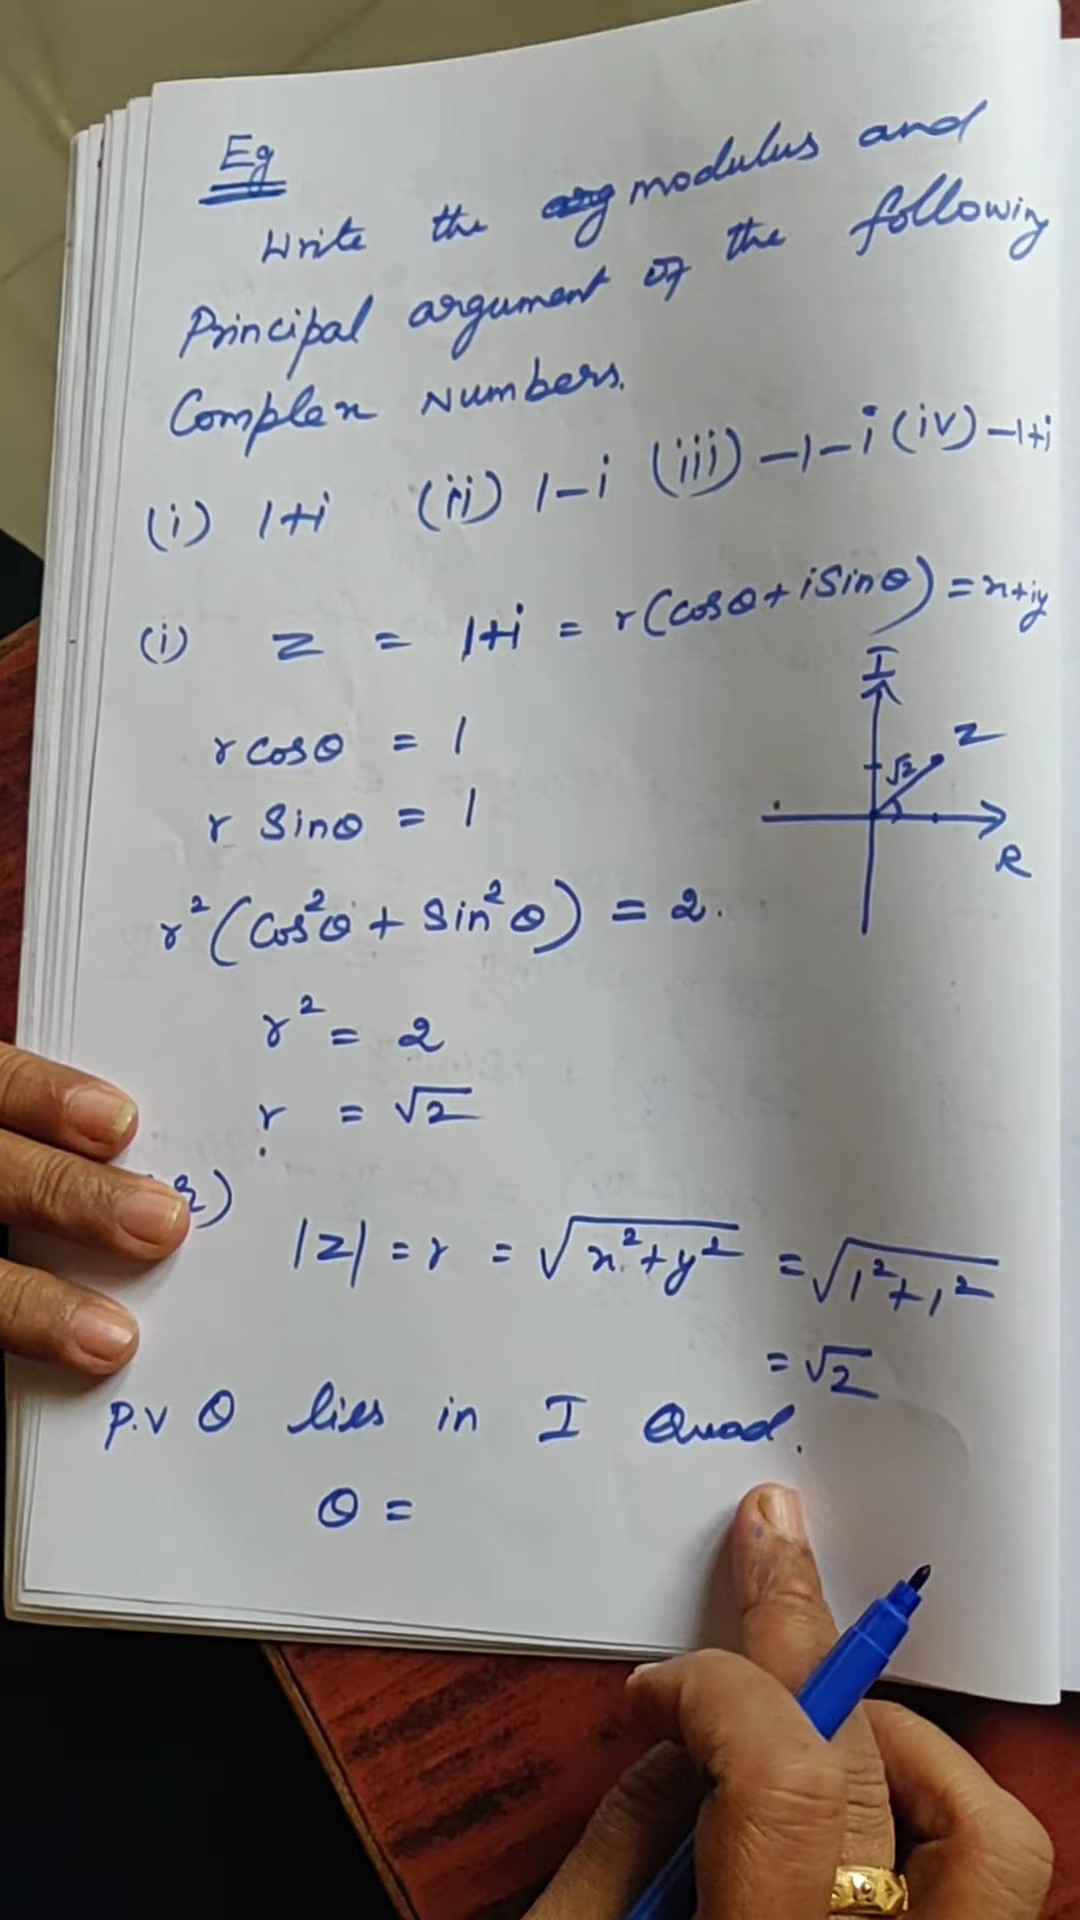 Eg
Write the modulus and
Principal argument of the following
Complex Numbers.
(i) 1+i (ii) 1-i (iii) -1-i (iv) -1+i
(i) z = 1+i = r(cosθ+iSinθ) = x+iy
I
z
√2
R
r cosθ = 1
r Sinθ = 1
r²(Cos²θ + Sin²θ) = 2.
r² = 2
r = √2
|z| = r = √x²+y² = √1²+1²
= √2
P.V θ lies in I Quad.
θ =